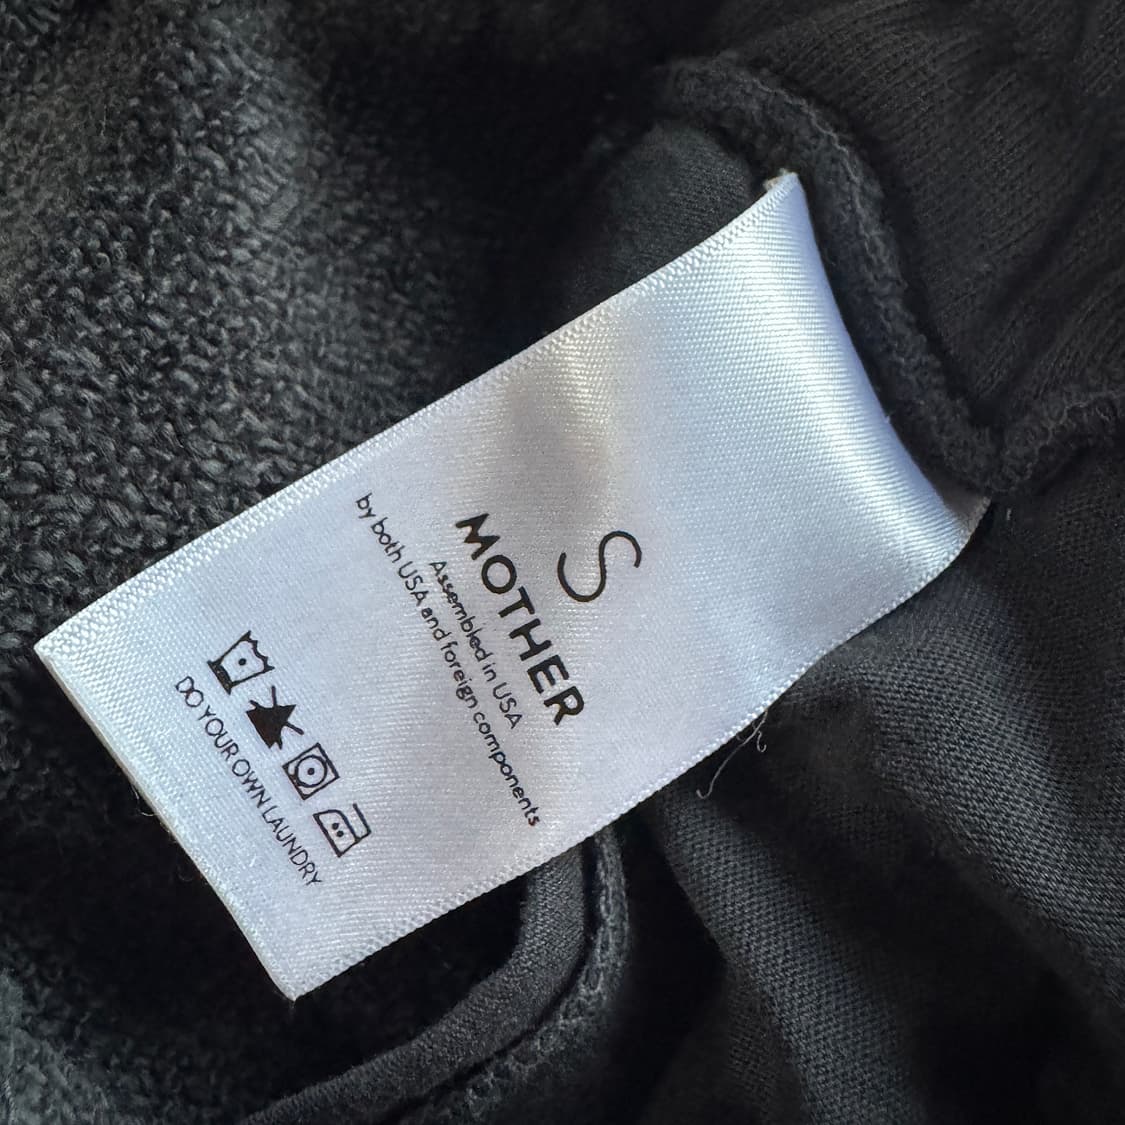 S
MOTHER
Assembled in USA
by both USA and foreign components
DO YOUR OWN LAUNDRY